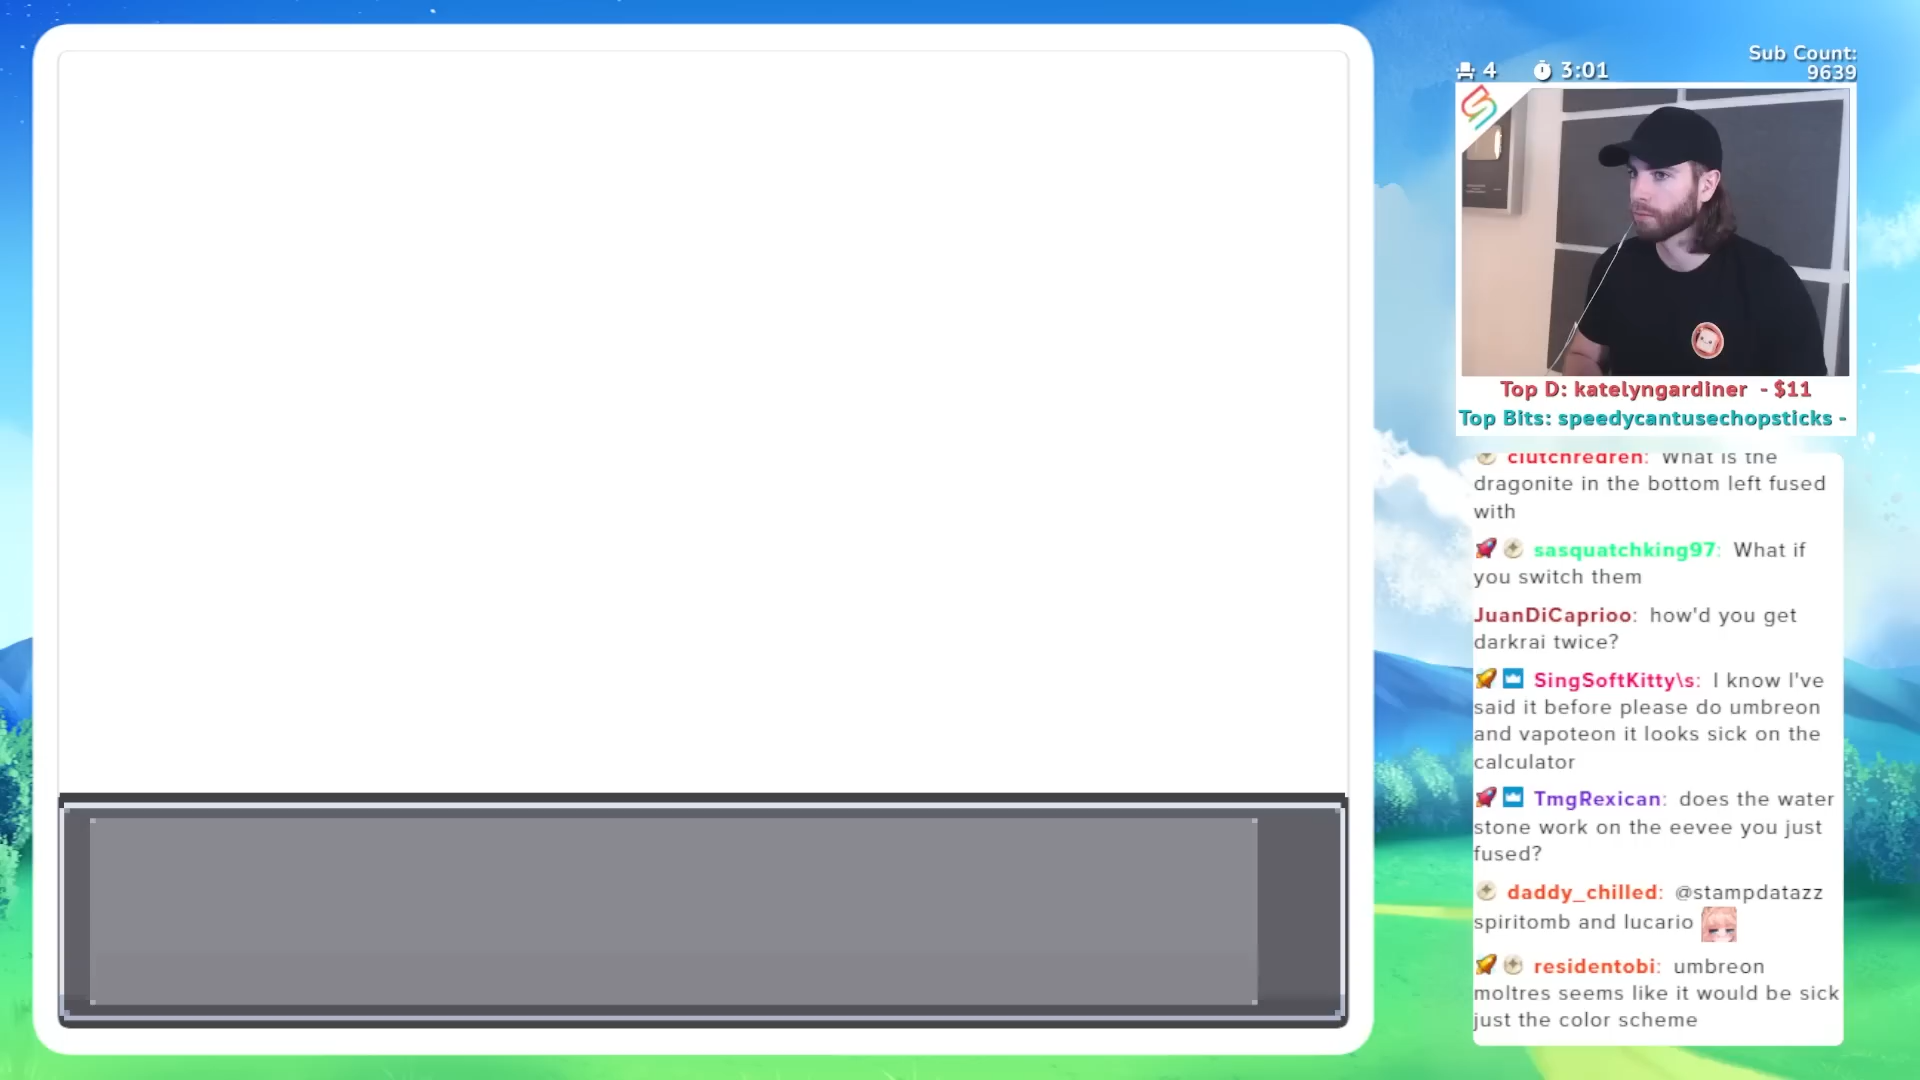 Sub Count:
4 3:01 9639
Top D: katelyngardiner - $11
Top Bits: speedycantusechopsticks -
clutchredren: What is the
dragonite in the bottom left fused
with
sasquatchking97: What if
you switch them
JuanDiCaprioo: how'd you get
darkrai twice?
SingSoftKitty\s: I know I've
said it before please do umbreon
and vapoteon it looks sick on the
calculator
TmgRexican: does the water
stone work on the eevee you just
fused?
daddy_chilled: @stampdatazz
spiritomb and lucario
residentobi: umbreon
moltres seems like it would be sick
just the color scheme